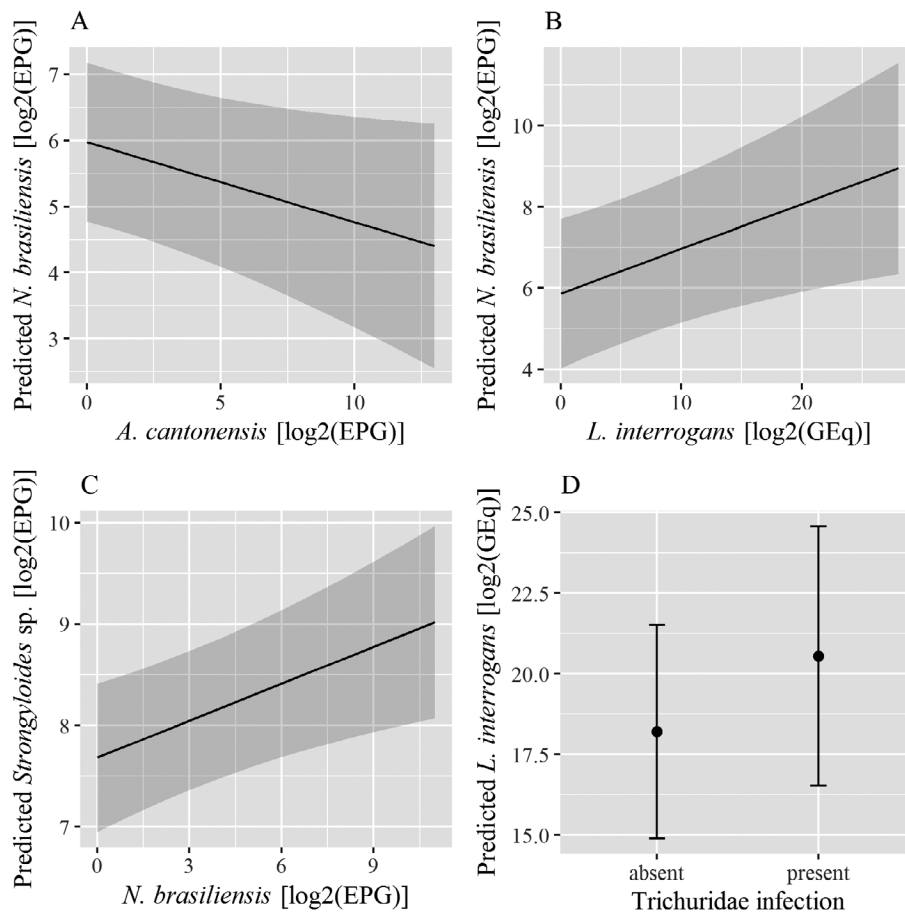 A
Predicted N. brasiliensis [log2(EPG)]
7
6
5
4
3
0
5
10
A. cantonensis [log2(EPG)]
B
Predicted N. brasiliensis [log2(EPG)]
10
8
6
4
0
10
20
L. interrogans [log2(GEq)]
C
Predicted Strongyloides sp. [log2(EPG)]
10
9
8
7
0
3
6
9
N. brasiliensis [log2(EPG)]
D
Predicted L. interrogans [log2(GEq)]
25.0
22.5
20.0
17.5
15.0
absent
present
Trichuridae infection